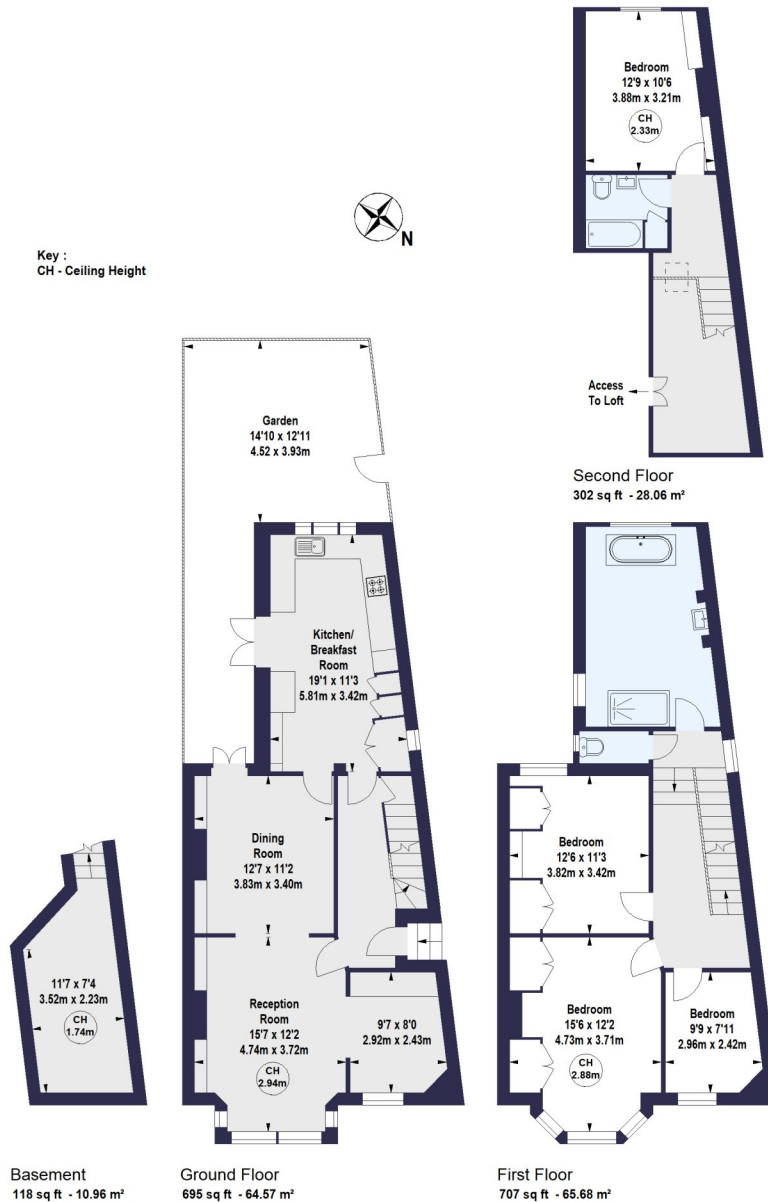 Bedroom
12'9 x 10'6
3.88m x 3.21m
CH
2.33m
N
Key :
CH - Ceiling Height
Access
To Loft
Second Floor
302 sq ft - 28.06 m²
Garden
14'10 x 12'11
4.52 x 3.93m
Kitchen/
Breakfast
Room
19'1 x 11'3
5.81m x 3.42m
Dining
Room
12'7 x 11'2
3.83m x 3.40m
Bedroom
12'6 x 11'3
3.82m x 3.42m
11'7 x 7'4
3.52m x 2.23m
CH
1.74m
Reception
Room
15'7 x 12'2
4.74m x 3.72m
CH
2.94m
9'7 x 8'0
2.92m x 2.43m
Bedroom
15'6 x 12'2
4.73m x 3.71m
CH
2.88m
9'9 x 7'11
2.96m x 2.42m
Basement
118 sq ft - 10.96 m²
Ground Floor
695 sq ft - 64.57 m²
First Floor
707 sq ft - 65.68 m²